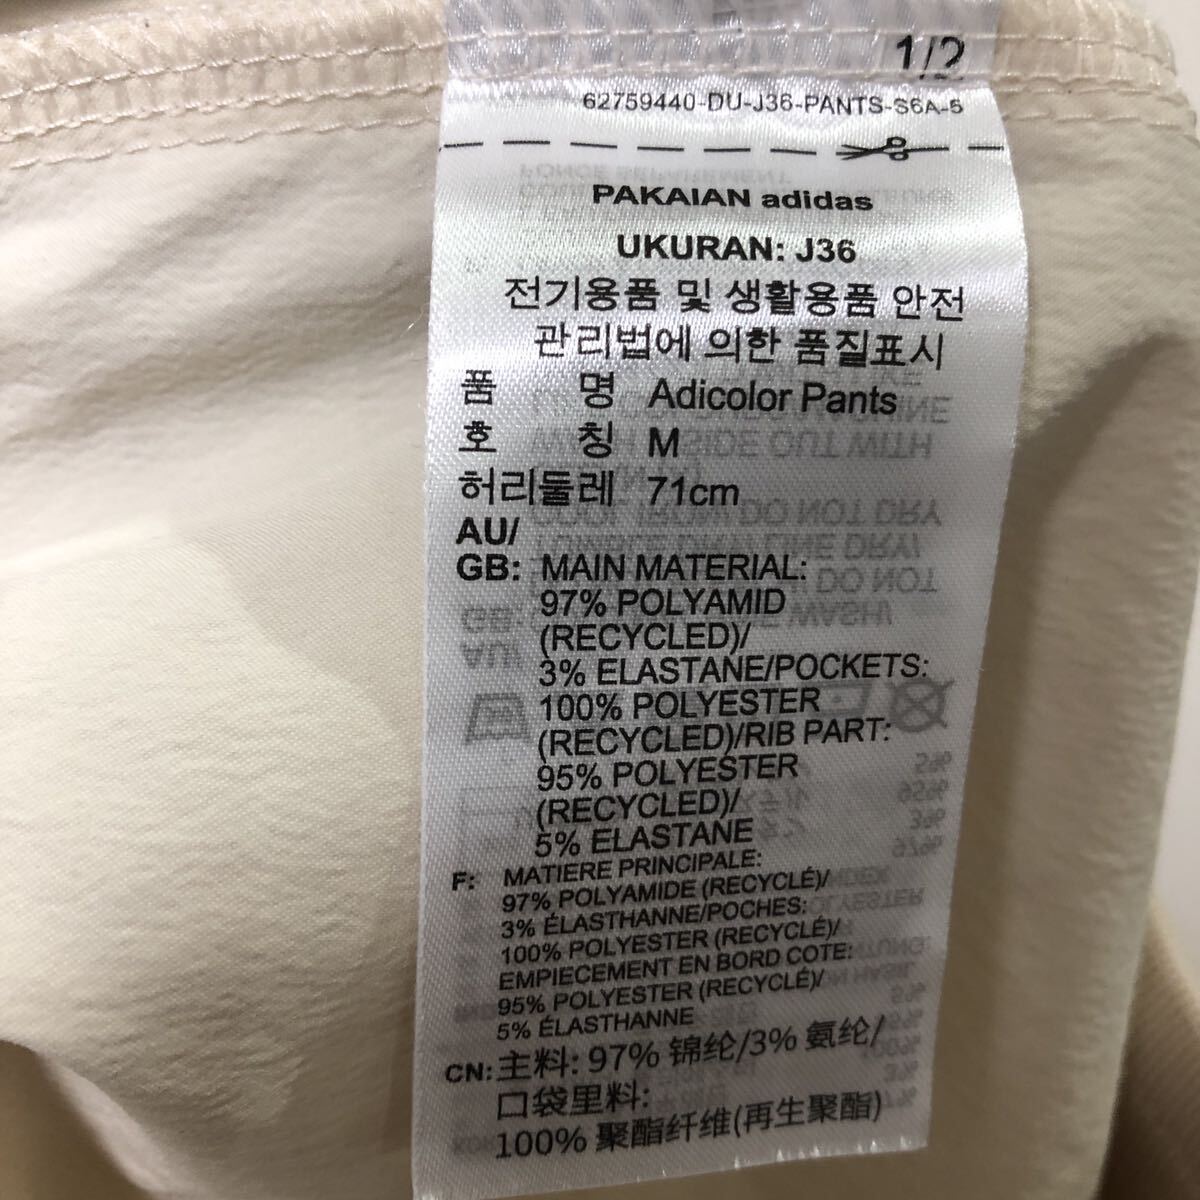 1/2
62759440-DU-J36-PANTS-S6A-5
PAKAIAN adidas
UKURAN: J36
전기용품 및 생활용품 안전
관리법에 의한 품질표시
품 명 Adicolor Pants
호 칭 M
허리둘레 71cm
AU/
GB: MAIN MATERIAL:
97% POLYAMID
(RECYCLED)/
3% ELASTANE/POCKETS:
100% POLYESTER
(RECYCLED)/RIB PART:
95% POLYESTER
(RECYCLED)/
5% ELASTANE
F: MATIERE PRINCIPALE:
97% POLYAMIDE (RECYCLÉ)/
3% ÉLASTHANNE/POCHES:
100% POLYESTER (RECYCLÉ)/
EMPIECEMENT EN BORD COTE:
95% POLYESTER (RECYCLÉ)/
5% ÉLASTHANNE
CN: 主料: 97% 锦纶/3% 氨纶/
口袋里料:
100% 聚酯纤维(再生聚酯)